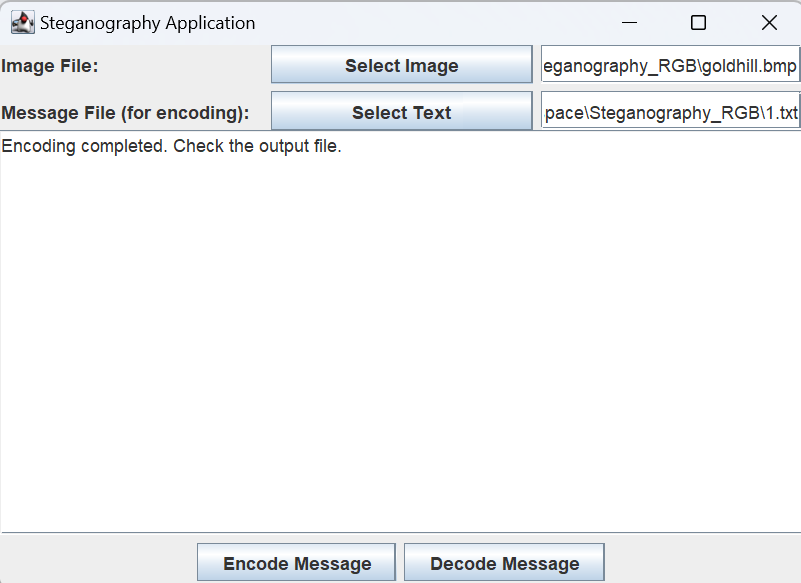 Steganography Application
Image File: Select Image eganography_RGB\goldhill.bmp
Message File (for encoding): Select Text pace\Steganography_RGB\1.txt
Encoding completed. Check the output file.
Encode Message Decode Message